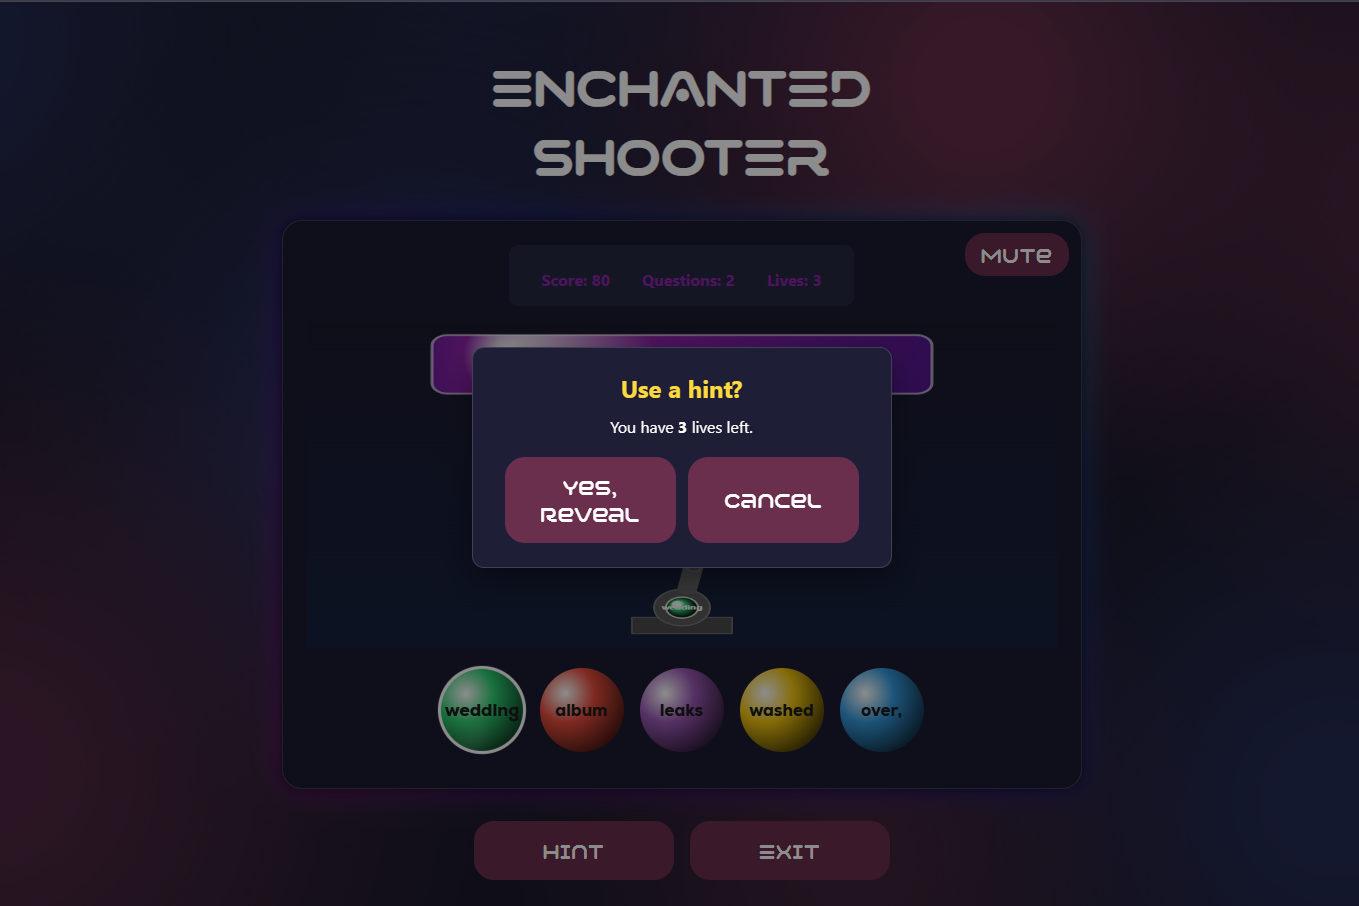 ENCHANTED
SHOOTER
MUTE
Score: 80 Questions: 2 Lives: 3
Use a hint?
You have 3 lives left.
Yes,
Reveal
Cancel
wedding
wedding album leaks washed over,
HINT EXIT